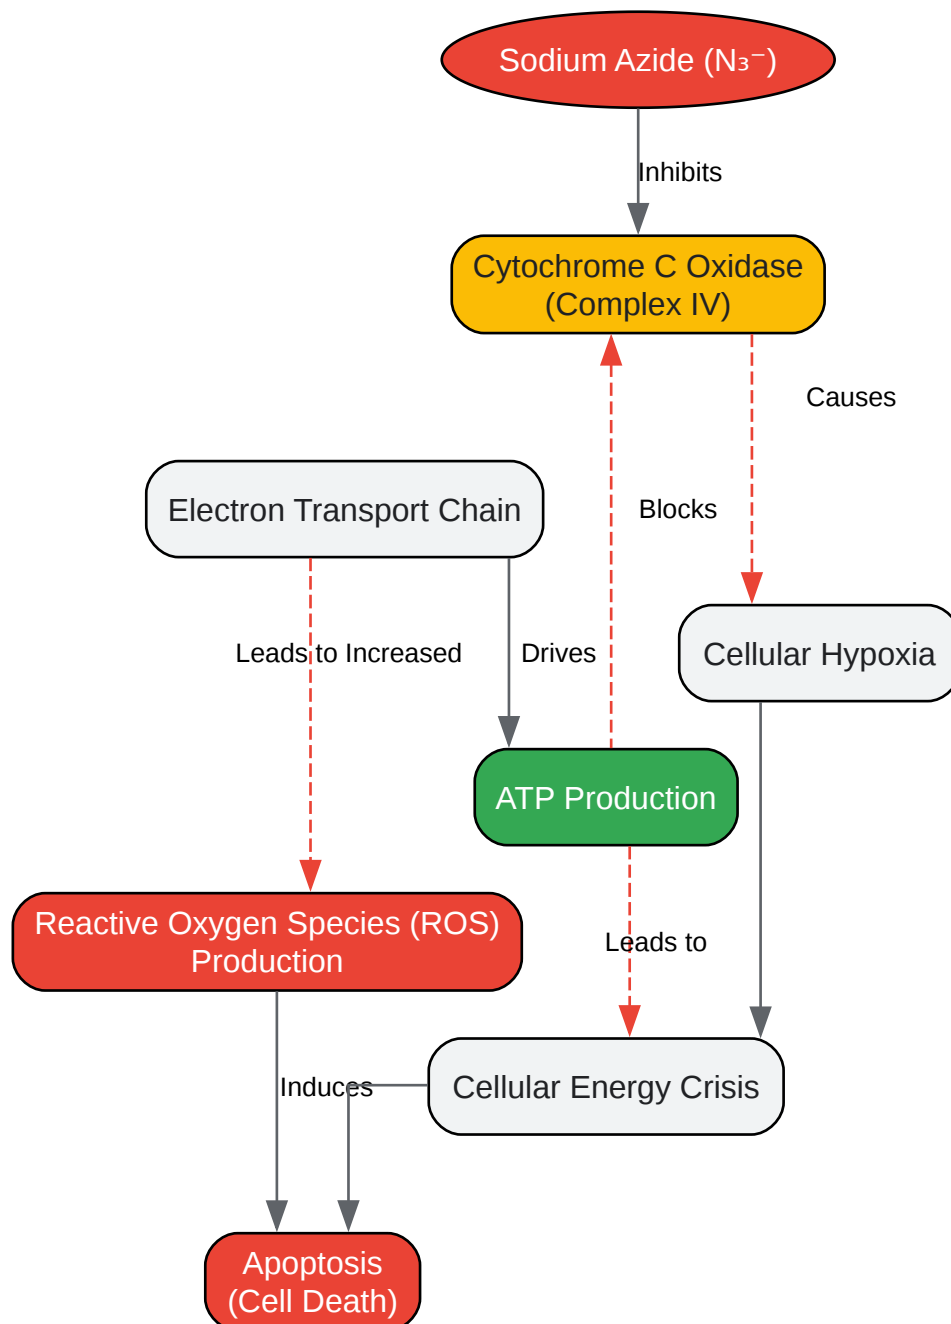 Sodium Azide (N₃⁻)
Inhibits
Cytochrome C Oxidase
(Complex IV)
Causes
Electron Transport Chain
Blocks
Leads to Increased
Drives
Cellular Hypoxia
ATP Production
Reactive Oxygen Species (ROS)
Production
Leads to
Induces
Cellular Energy Crisis
Apoptosis
(Cell Death)